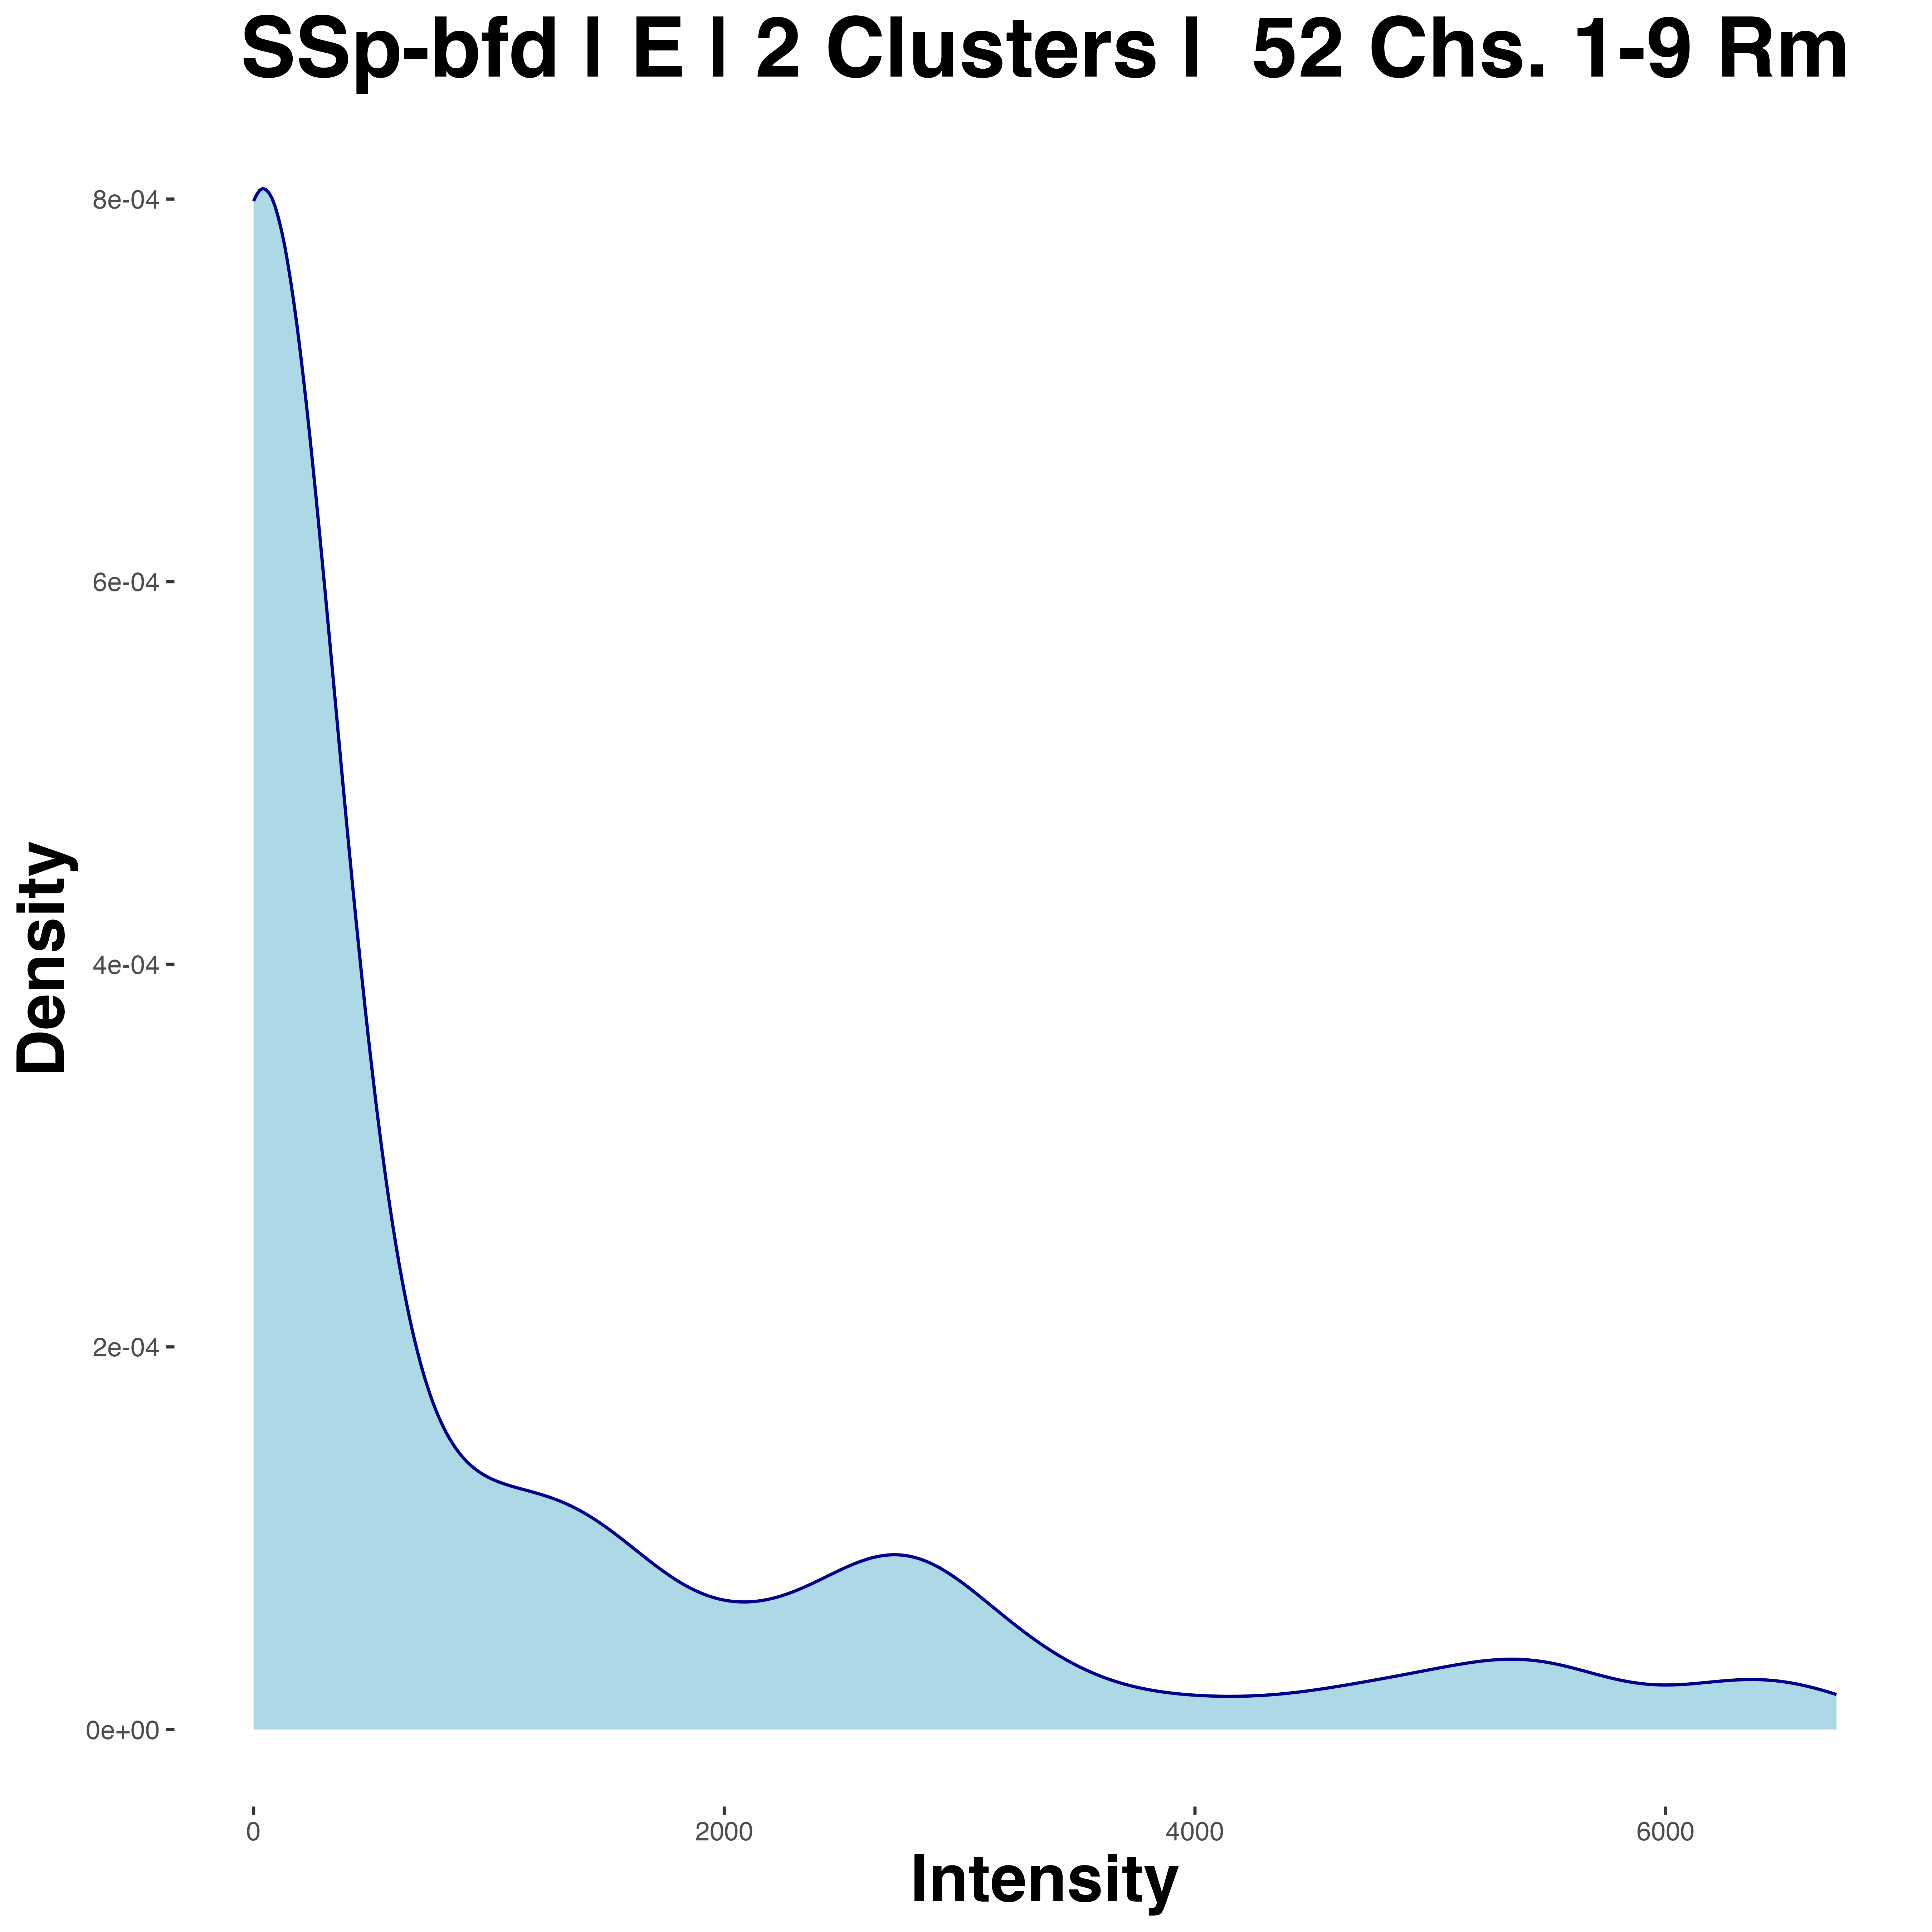 SSp-bfd | E | 2 Clusters |  52 Chs. 1-9 Rm
Density
8e-04
6e-04
4e-04
2e-04
0e+00
0 2000 4000 6000
Intensity